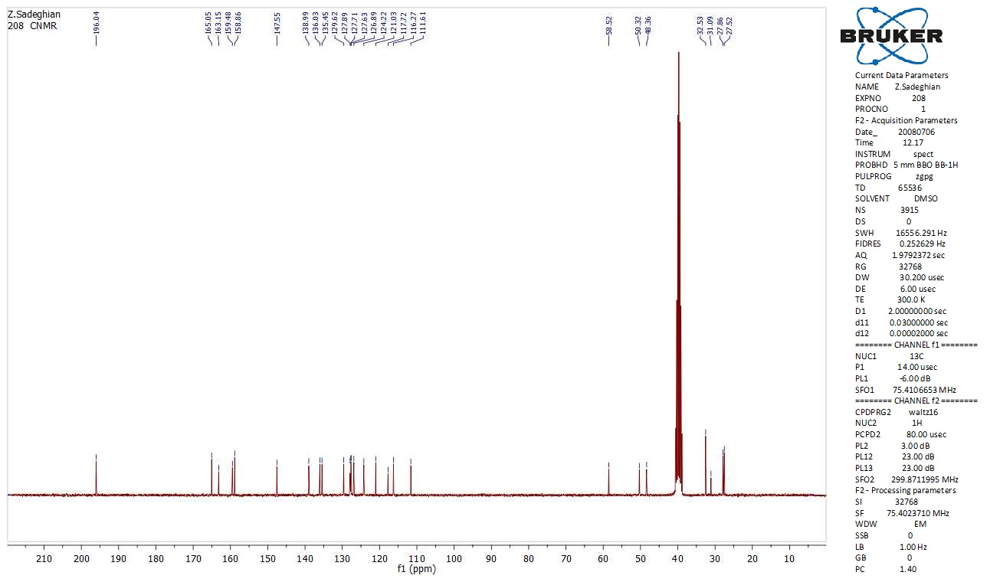 Z.Sadeghian
208 CNMR
196.04
165.05
163.15
159.48
158.86
147.55
138.99
136.03
135.45
129.62
127.89
127.71
127.63
126.89
124.22
121.03
117.72
116.27
111.61
58.52
50.32
48.36
32.53
31.09
27.86
27.52
BRUKER
Current Data Parameters
NAME Z.Sadeghian
EXPNO 208
PROCNO 1
F2 - Acquisition Parameters
Date_ 20080706
Time 12.17
INSTRUM spect
PROBHD 5 mm BBO BB-1H
PULPROG zgpg
TD 65536
SOLVENT DMSO
NS 3915
DS 0
SWH 16556.291 Hz
FIDRES 0.252629 Hz
AQ 1.9792372 sec
RG 32768
DW 30.200 usec
DE 6.00 usec
TE 300.0 K
D1 2.00000000 sec
d11 0.03000000 sec
d12 0.00002000 sec
======== CHANNEL f1 ========
NUC1 13C
P1 14.00 usec
PL1 -6.00 dB
SFO1 75.4106653 MHz
======== CHANNEL f2 ========
CPDPRG2 waltz16
NUC2 1H
PCPD2 80.00 usec
PL2 3.00 dB
PL12 23.00 dB
PL13 23.00 dB
SFO2 299.8711995 MHz
F2 - Processing parameters
SI 32768
SF 75.4023710 MHz
WDW EM
SSB 0
LB 1.00 Hz
GB 0
PC 1.40
210 200 190 180 170 160 150 140 130 120 110 100 90 80 70 60 50 40 30 20 10
f1 (ppm)